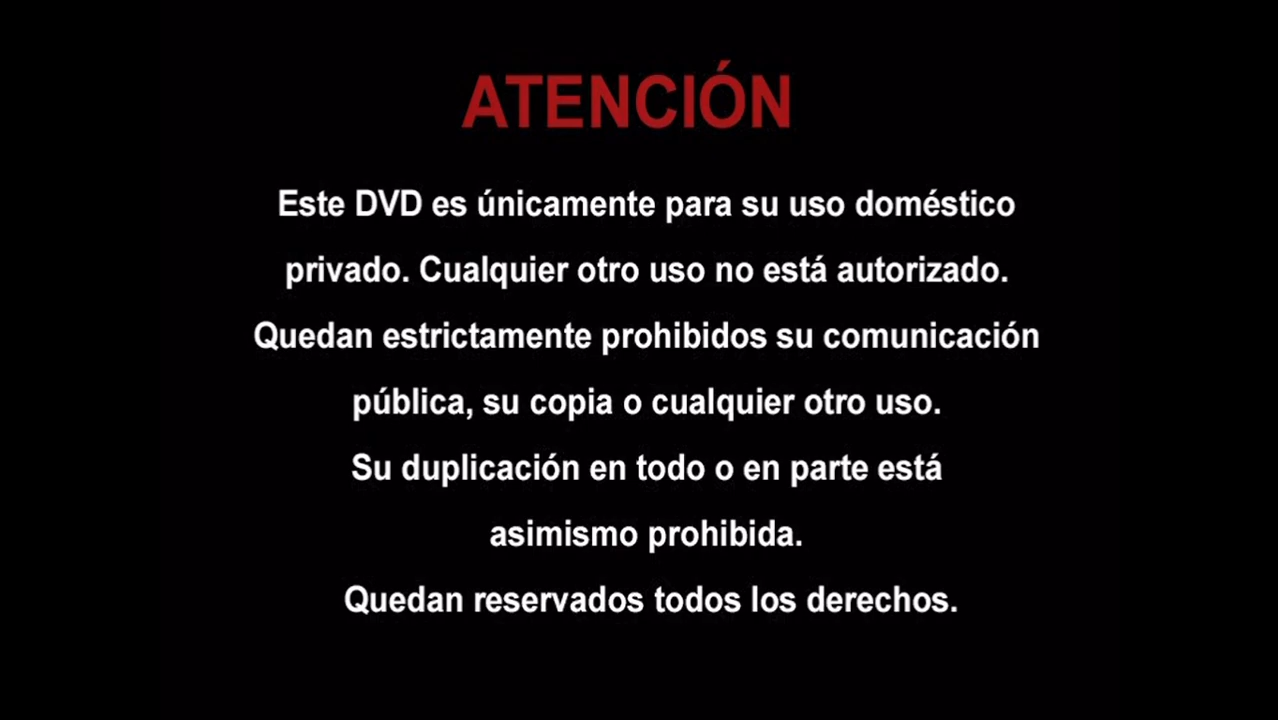 ATENCIÓN
Este DVD es únicamente para su uso doméstico
privado. Cualquier otro uso no está autorizado.
Quedan estrictamente prohibidos su comunicación
pública, su copia o cualquier otro uso.
Su duplicación en todo o en parte está
asimismo prohibida.
Quedan reservados todos los derechos.